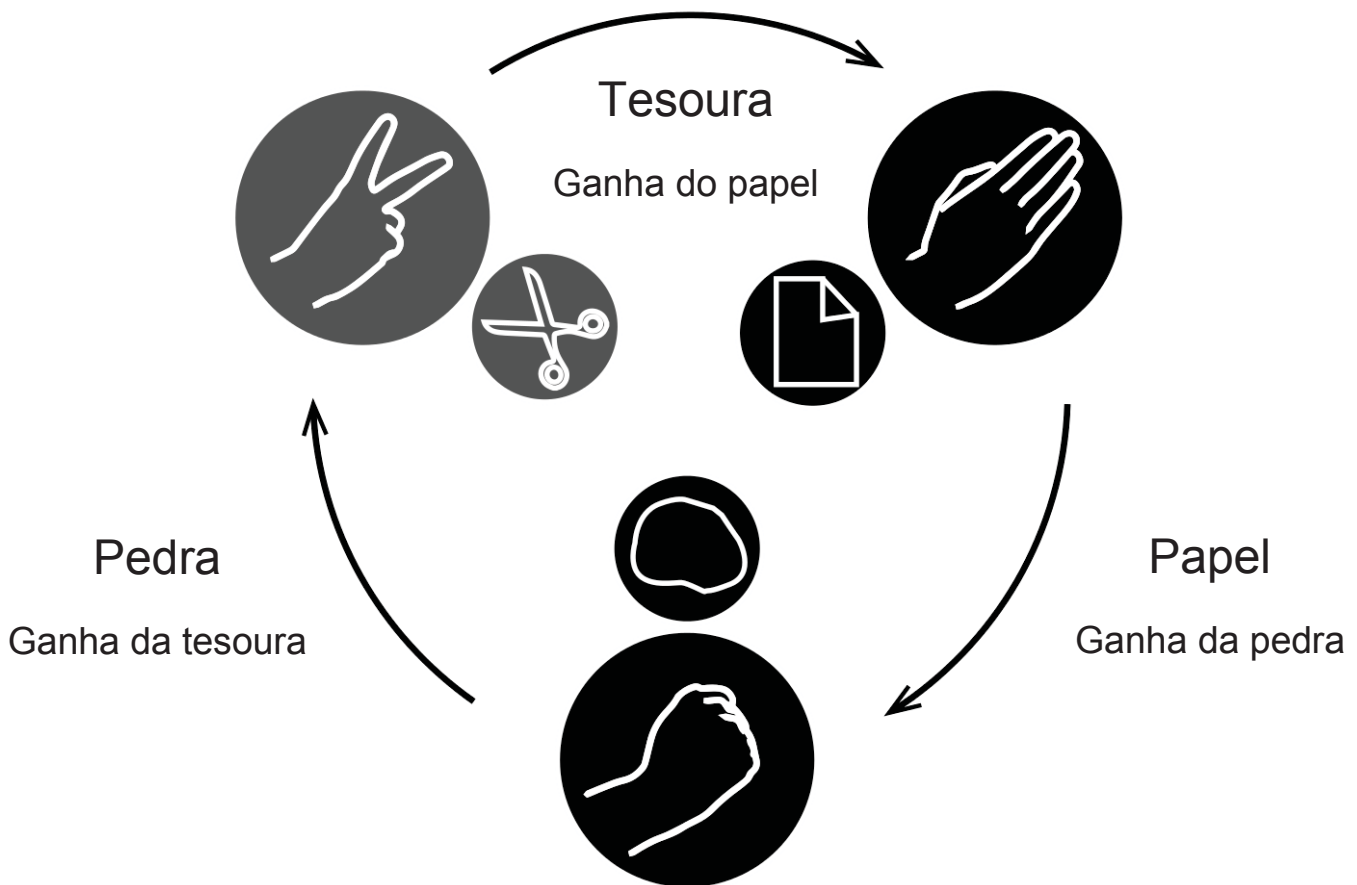 Tesoura
Ganha do papel
Pedra
Ganha da tesoura
Papel
Ganha da pedra